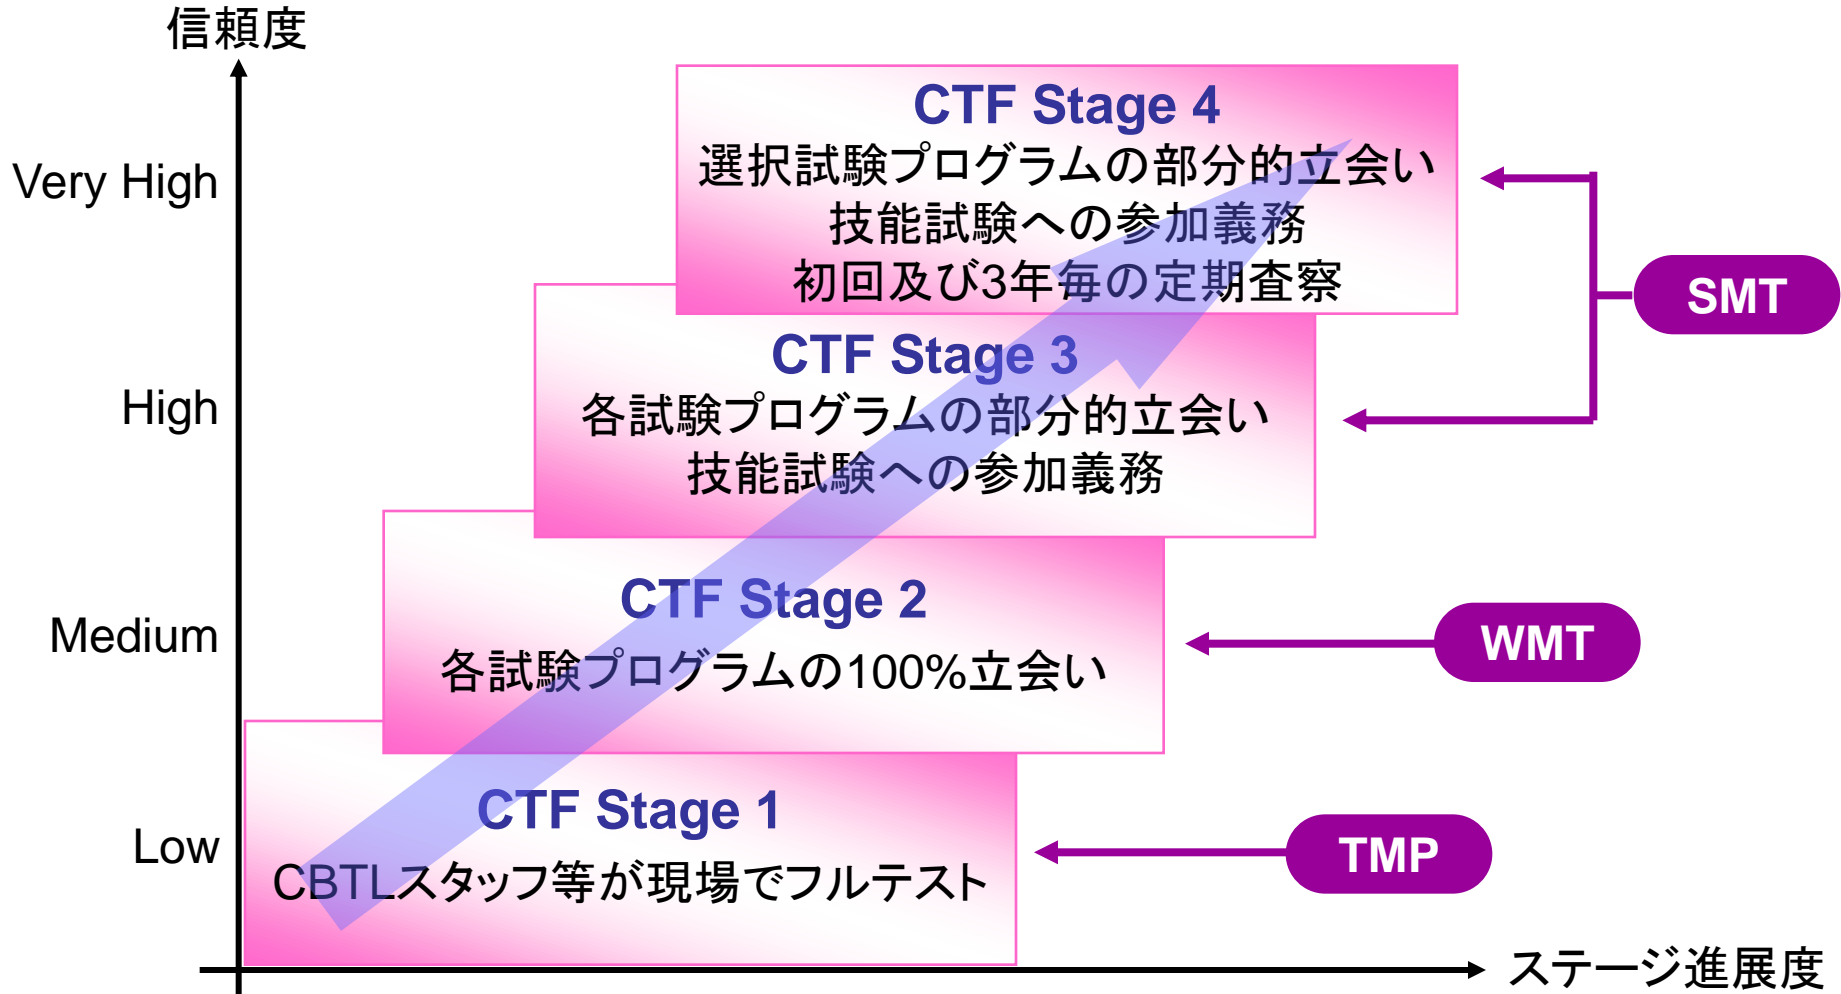 信頼度
CTF Stage 4
選択試験プログラムの部分的立会い
技能試験への参加義務
初回及び3年毎の定期査察
Very High
SMT
CTF Stage 3
各試験プログラムの部分的立会い
技能試験への参加義務
High
CTF Stage 2
各試験プログラムの100%立会い
Medium
WMT
CTF Stage 1
CBTLスタッフ等が現場でフルテスト
Low
TMP
ステージ進展度